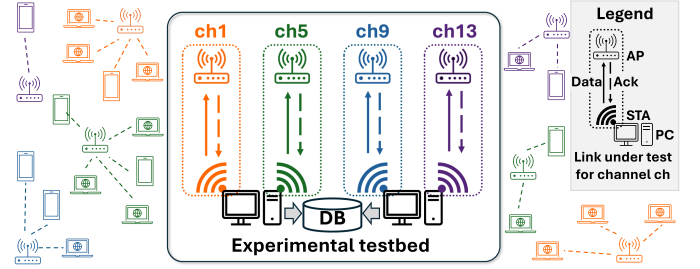 ch1 ch5 ch9 ch13
DB
Experimental testbed
Legend
AP
Data Ack
STA
PC
Link under test
for channel ch